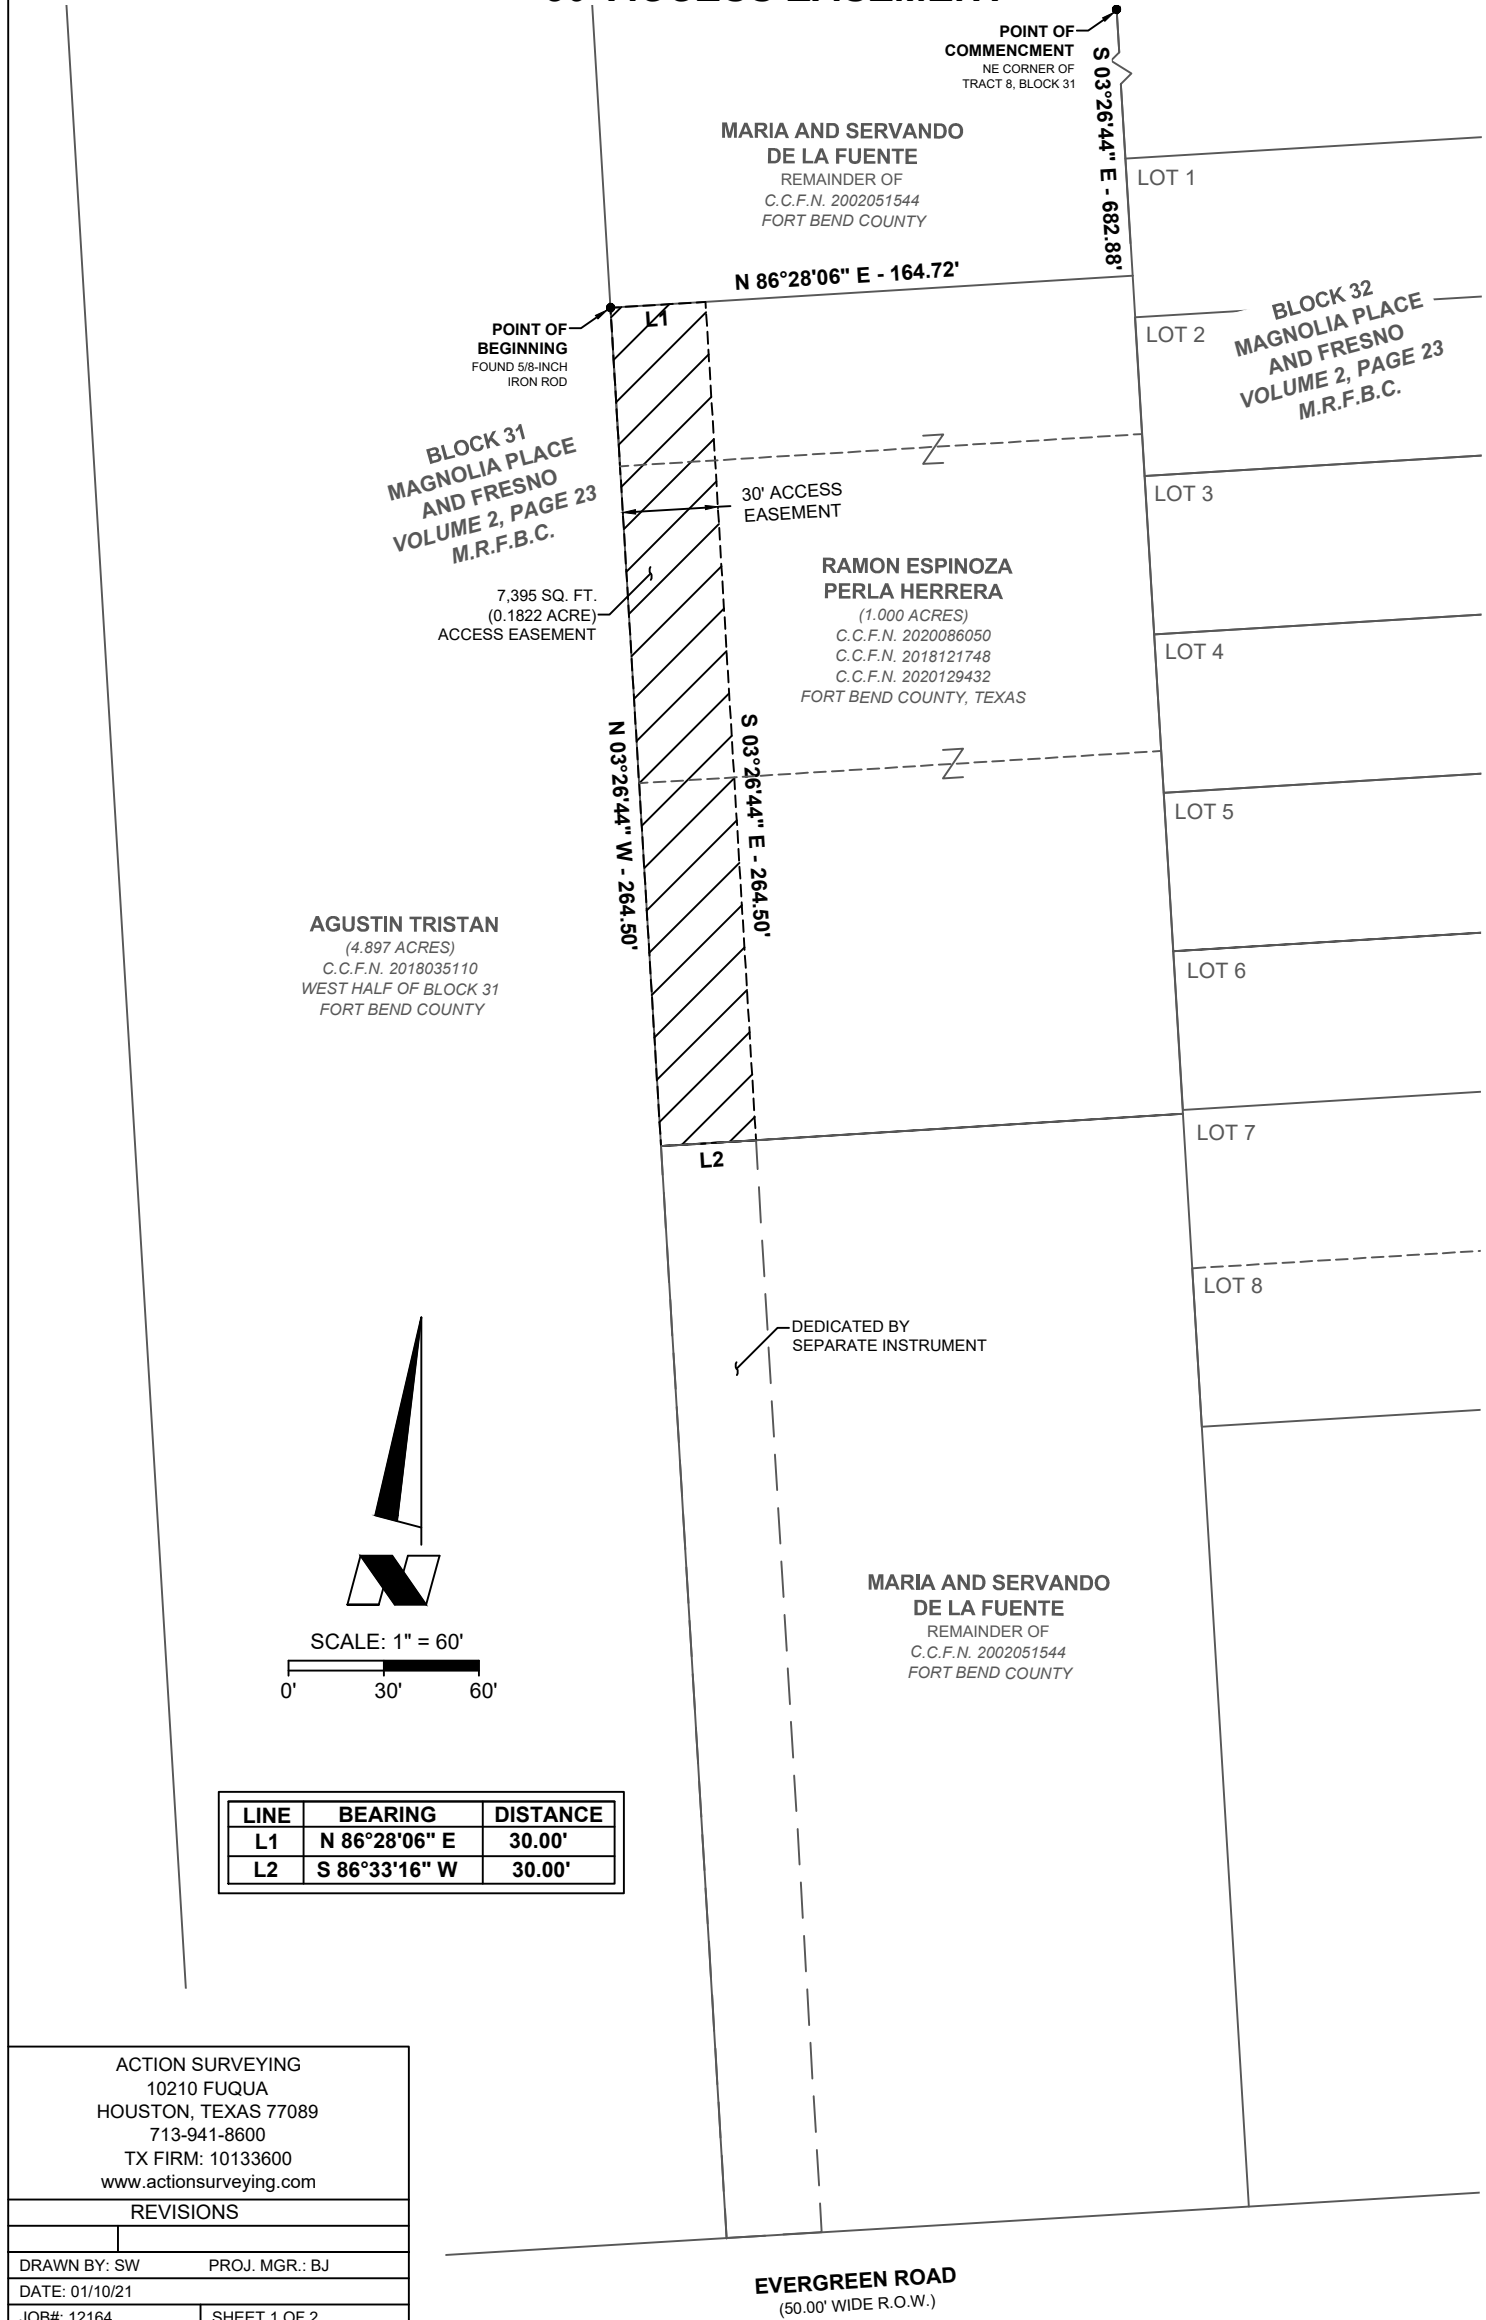 30' ACCESS EASEMENT
POINT OF
COMMENCMENT
NE CORNER OF
TRACT 8, BLOCK 31
S 03°26'44" E - 682.88'
MARIA AND SERVANDO
DE LA FUENTE
REMAINDER OF
C.C.F.N. 2002051544
FORT BEND COUNTY
LOT 1
N 86°28'06" E - 164.72'
POINT OF
BEGINNING
FOUND 5/8-INCH
IRON ROD
L1
LOT 2
BLOCK 32
MAGNOLIA PLACE
AND FRESNO
VOLUME 2, PAGE 23
M.R.F.B.C.
BLOCK 31
MAGNOLIA PLACE
AND FRESNO
VOLUME 2, PAGE 23
M.R.F.B.C.
30' ACCESS
EASEMENT
LOT 3
7,395 SQ. FT.
(0.1822 ACRE)
ACCESS EASEMENT
RAMON ESPINOZA
PERLA HERRERA
(1.000 ACRES)
C.C.F.N. 2020086050
C.C.F.N. 2018121748
C.C.F.N. 2020129432
FORT BEND COUNTY, TEXAS
LOT 4
N 03°26'44" W - 264.50'
S 03°26'44" E - 264.50'
LOT 5
AGUSTIN TRISTAN
(4.897 ACRES)
C.C.F.N. 2018035110
WEST HALF OF BLOCK 31
FORT BEND COUNTY
LOT 6
L2
LOT 7
LOT 8
DEDICATED BY
SEPARATE INSTRUMENT
N
SCALE: 1" = 60'
0' 30' 60'
MARIA AND SERVANDO
DE LA FUENTE
REMAINDER OF
C.C.F.N. 2002051544
FORT BEND COUNTY
LINE BEARING DISTANCE
L1 N 86°28'06" E 30.00'
L2 S 86°33'16" W 30.00'
ACTION SURVEYING
10210 FUQUA
HOUSTON, TEXAS 77089
713-941-8600
TX FIRM: 10133600
www.actionsurveying.com
REVISIONS
DRAWN BY: SW PROJ. MGR.: BJ
DATE: 01/10/21
JOB#: 12164 SHEET 1 OF 2
EVERGREEN ROAD
(50.00' WIDE R.O.W.)